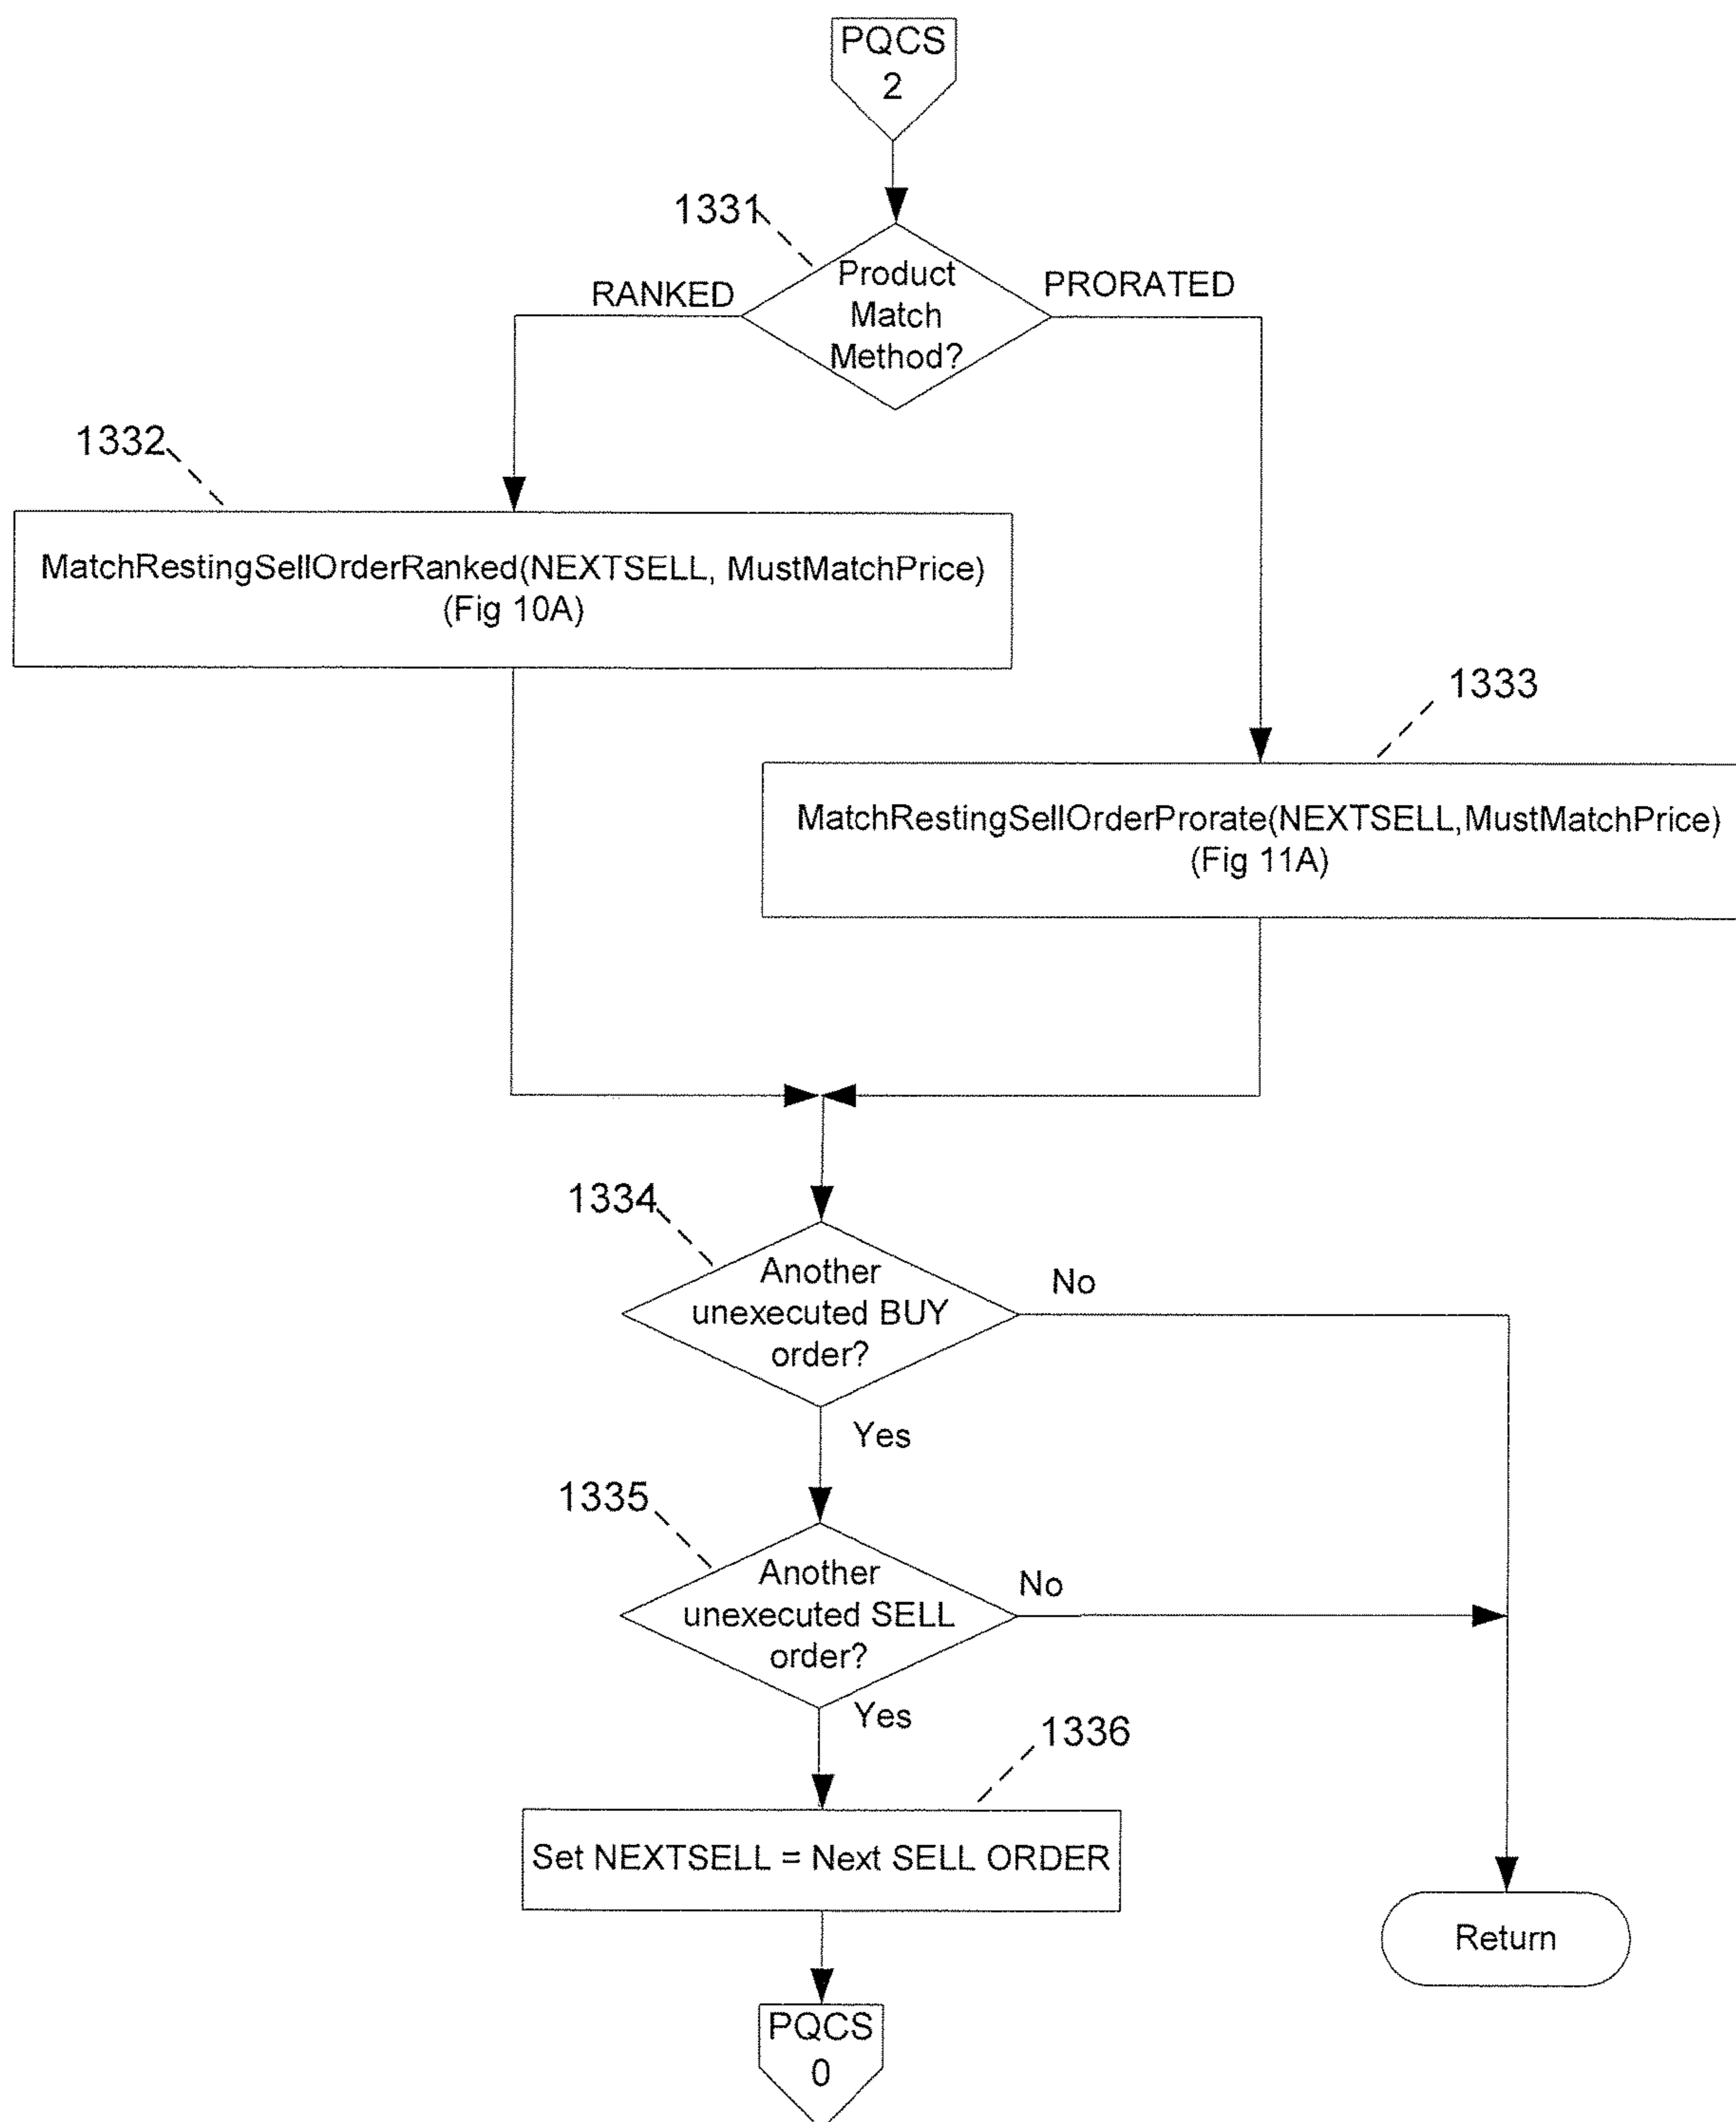 PQCS
2
1331
RANKED
PRORATED
Product
Match
Method?
1332
MatchRestingSellOrderRanked(NEXTSELL, MustMatchPrice)
(Fig 10A)
1333
MatchRestingSellOrderProrate(NEXTSELL,MustMatchPrice)
(Fig 11A)
1334
Another
unexecuted BUY
order?
No
Yes
1335
Another
unexecuted SELL
order?
No
Yes
1336
Set NEXTSELL = Next SELL ORDER
Return
PQCS
0